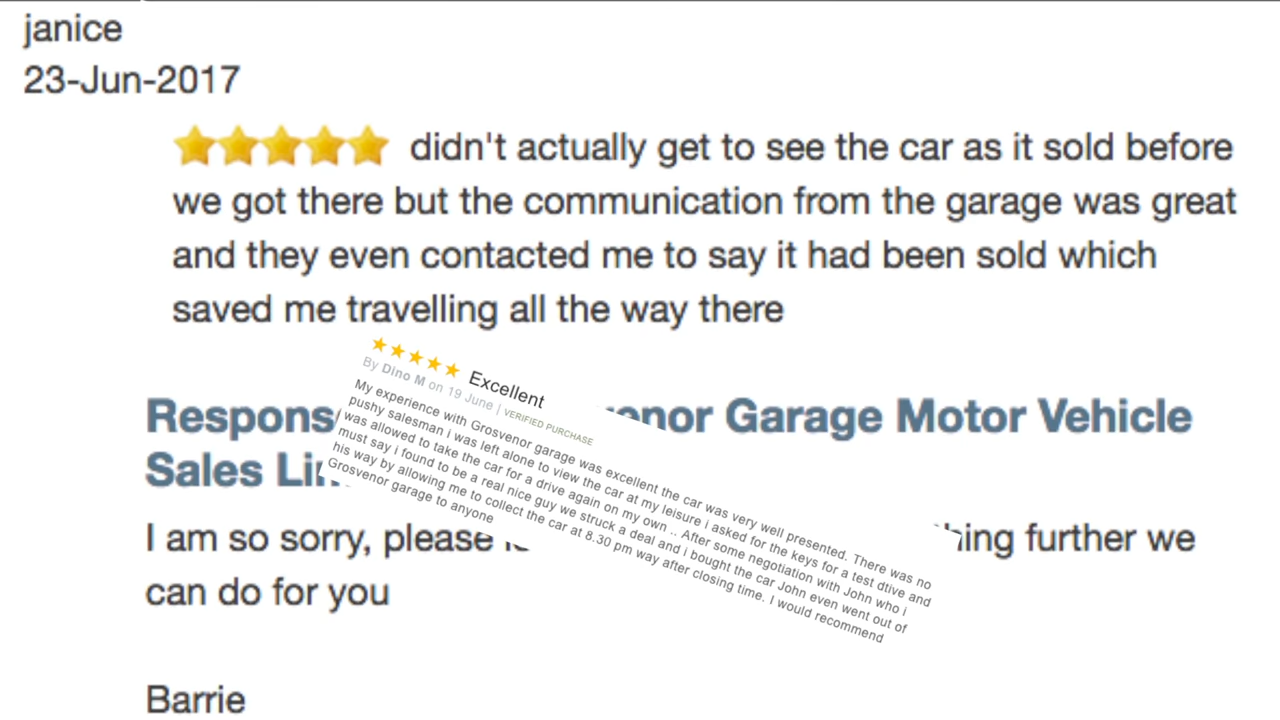 janice
23-Jun-2017
didn't actually get to see the car as it sold before
we got there but the communication from the garage was great
and they even contacted me to say it had been sold which
saved me travelling all the way there
Garage Motor Vehicle
Sales
I am so sorry, please further we
can do for you
Barrie
Excellent
By Dino M on 19 June | VERIFIED PURCHASE
My experience with Grosvenor garage was excellent the car was very well presented. There was no
pushy salesman i was left alone to view the car at my leisure i asked for the keys for a test dtive and
was allowed to take the car for a drive again on my own .. After some negotiation with John who i
must say i found to be a real nice guy we struck a deal and i bought the car John even went out of
his way by allowing me to collect the car at 8.30 pm way after closing time. I would recommend
Grosvenor garage to anyone